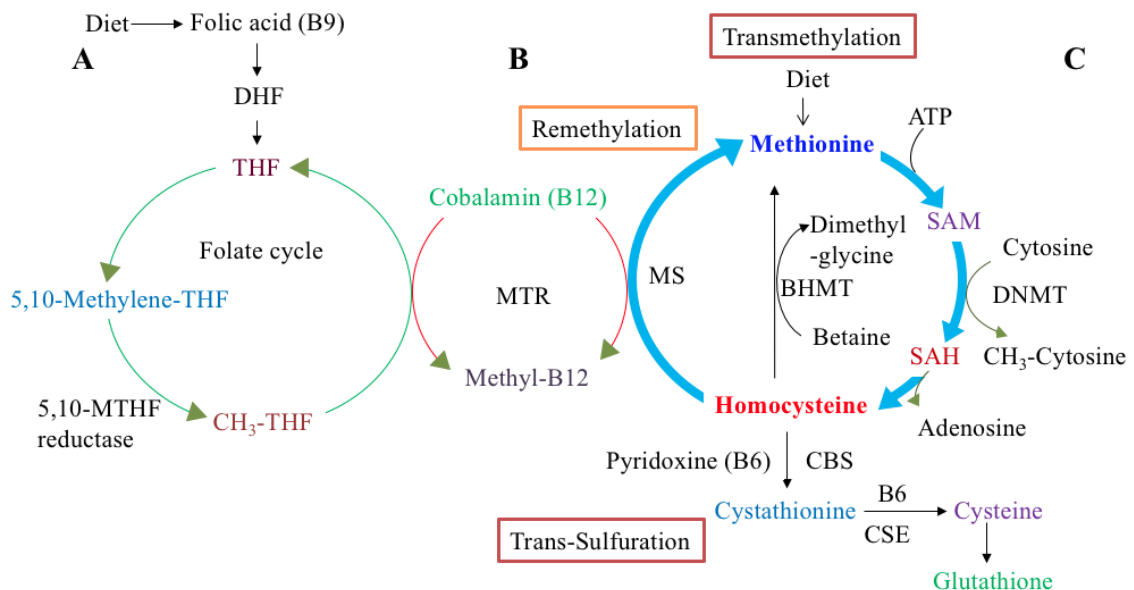 Diet
Folic acid (B9)
A
DHF
THF
Folate cycle
5,10-Methylene-THF
5,10-MTHF
reductase
CH₃-THF
B
Cobalamin (B12)
MTR
Methyl-B12
Transmethylation
C
Diet
Remethylation
Methionine
ATP
SAM
Dimethyl
-glycine
Cytosine
MS
BHMT
DNMT
Betaine
SAH
CH₃-Cytosine
Homocysteine
Adenosine
Pyridoxine (B6)
CBS
Cystathionine
B6
CSE
Cysteine
Trans-Sulfuration
Glutathione